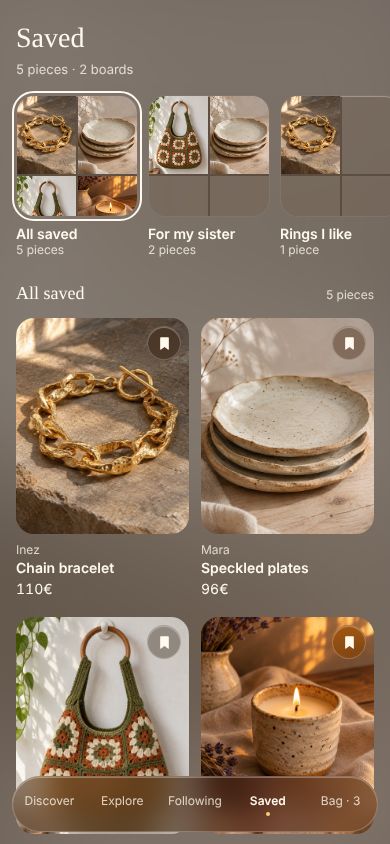 Saved
5 pieces · 2 boards
All saved
5 pieces
For my sister
2 pieces
Rings I like
1 piece
All saved
5 pieces
Inez
Chain bracelet
110€
Mara
Speckled plates
96€
Discover
Explore
Following
Saved
Bag · 3